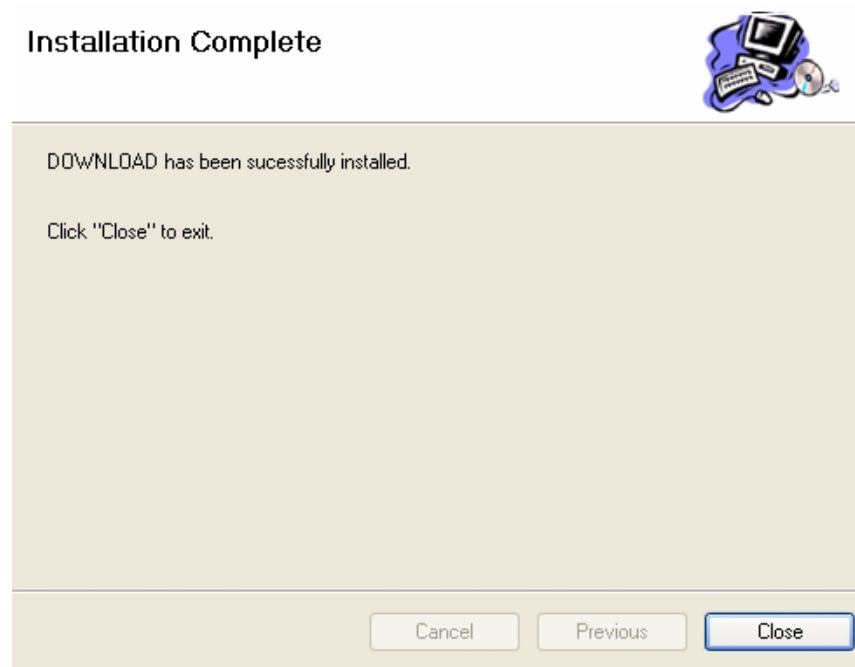 Installation Complete
DOWNLOAD has been sucessfully installed.
Click "Close" to exit.
Cancel
Previous
Close